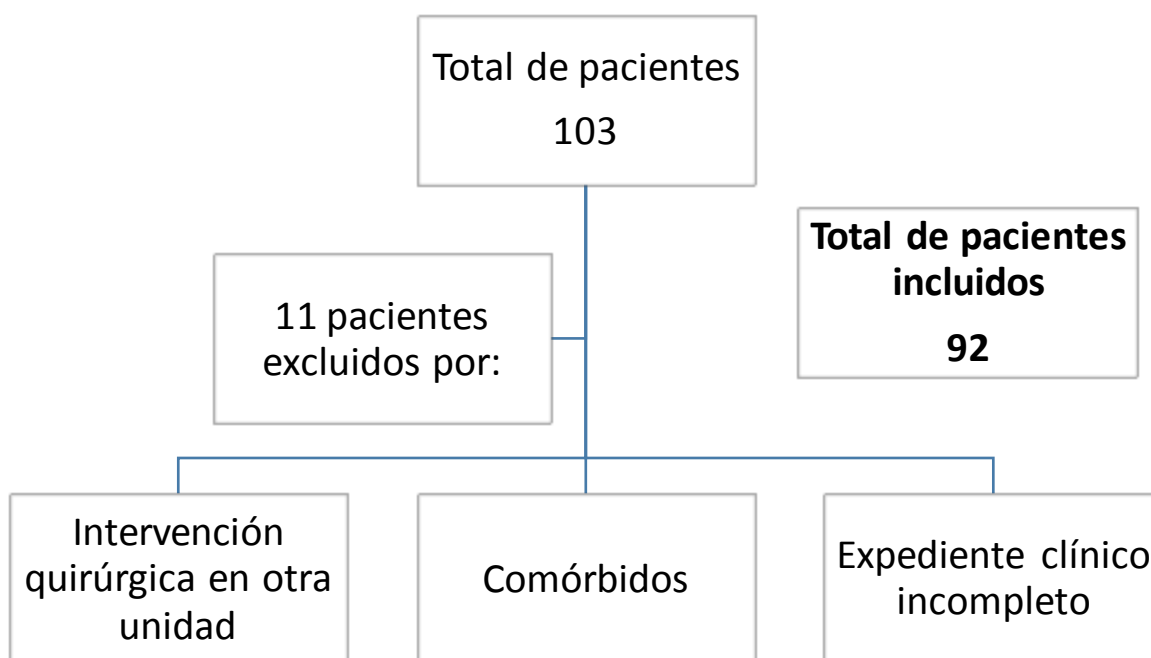 Total de pacientes
103
Total de pacientes
incluidos
92
11 pacientes
excluidos por:
Intervención
quirúrgica en otra
unidad
Comórbidos
Expediente clínico
incompleto